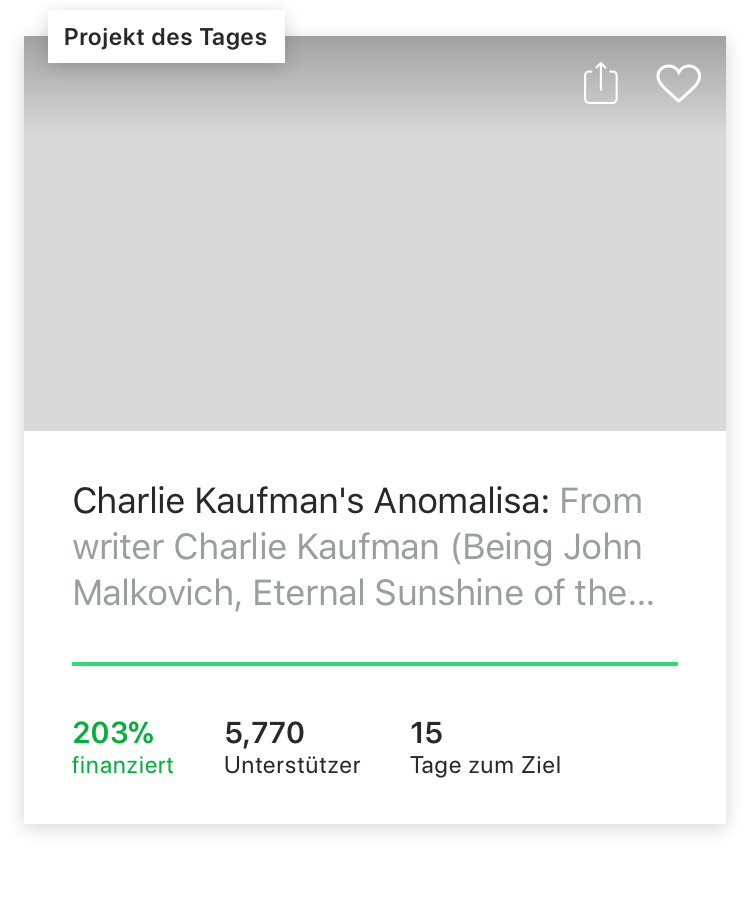 Projekt des Tages
Charlie Kaufman's Anomalisa: From
writer Charlie Kaufman (Being John
Malkovich, Eternal Sunshine of the...
203% 5,770 15
finanziert Unterstützer Tage zum Ziel